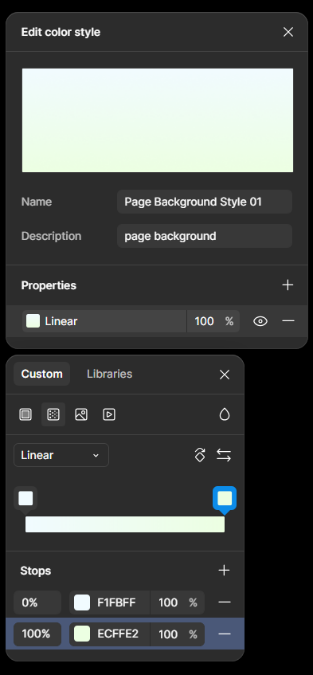 Edit color style
Name Page Background Style 01
Description page background
Properties
Linear 100 %
Custom Libraries
Linear
Stops
0% F1FBFF 100 %
100% ECFFE2 100 %